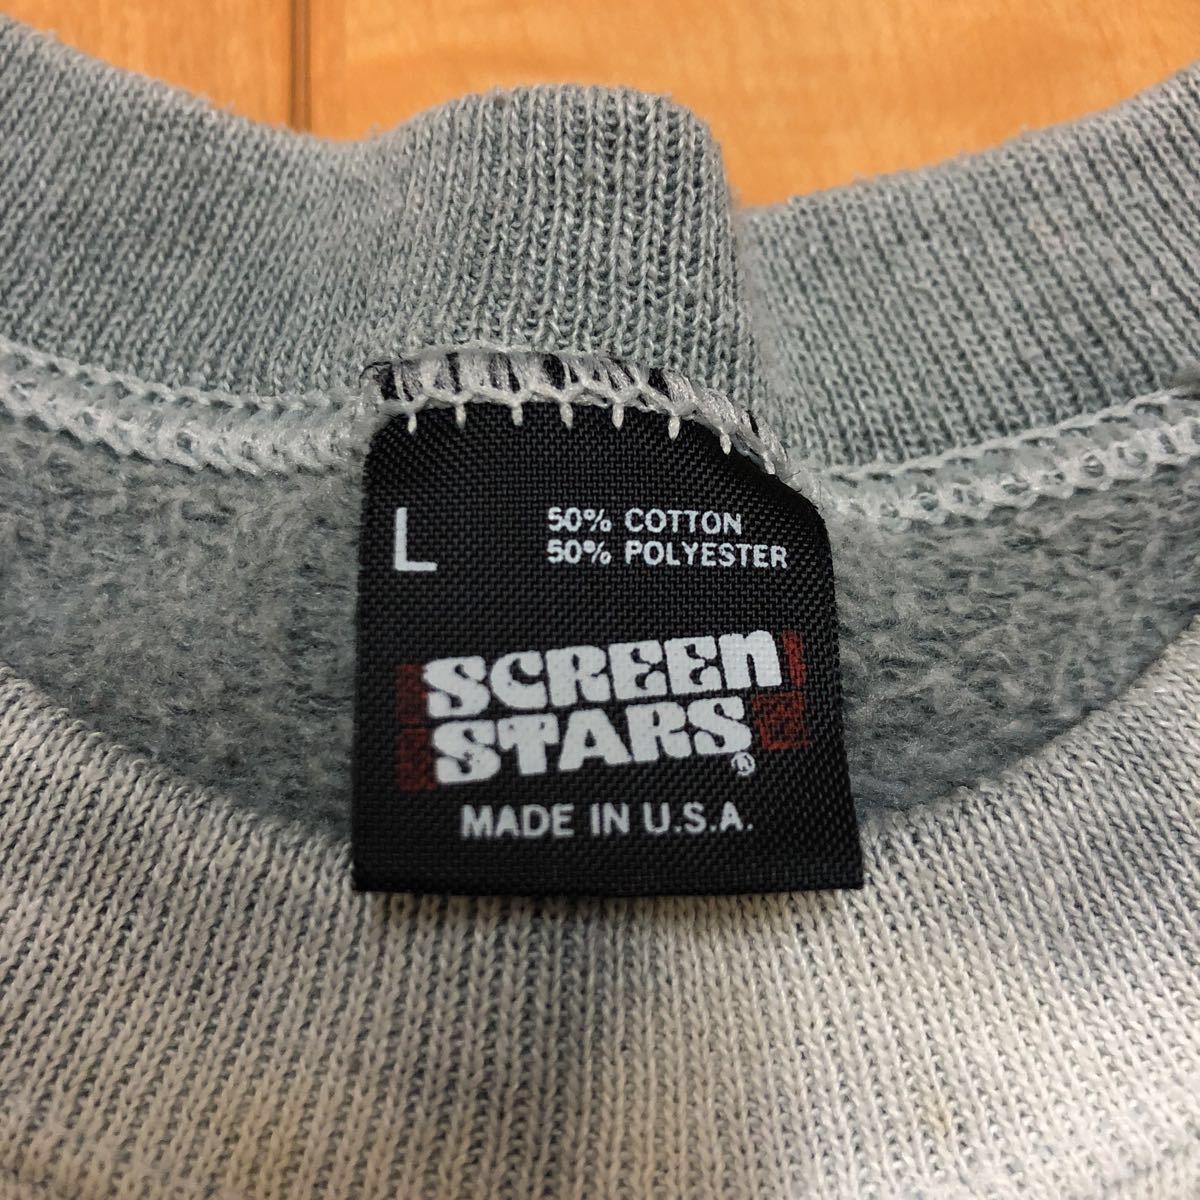 L
50% COTTON
50% POLYESTER
SCREEn
STARS®
MADE IN U.S.A.